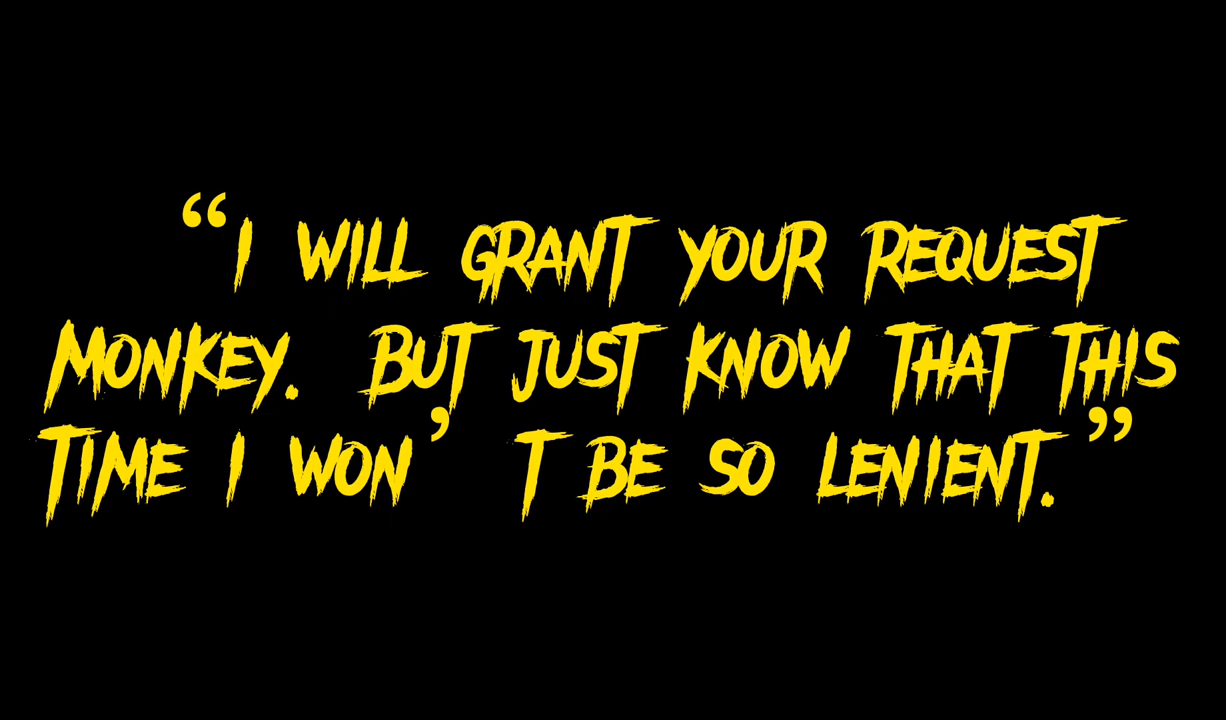 “I WILL GRANT YOUR REQUEST
MONKEY. BUT JUST KNOW THAT THIS
TIME I WON’T BE SO LENIENT.”